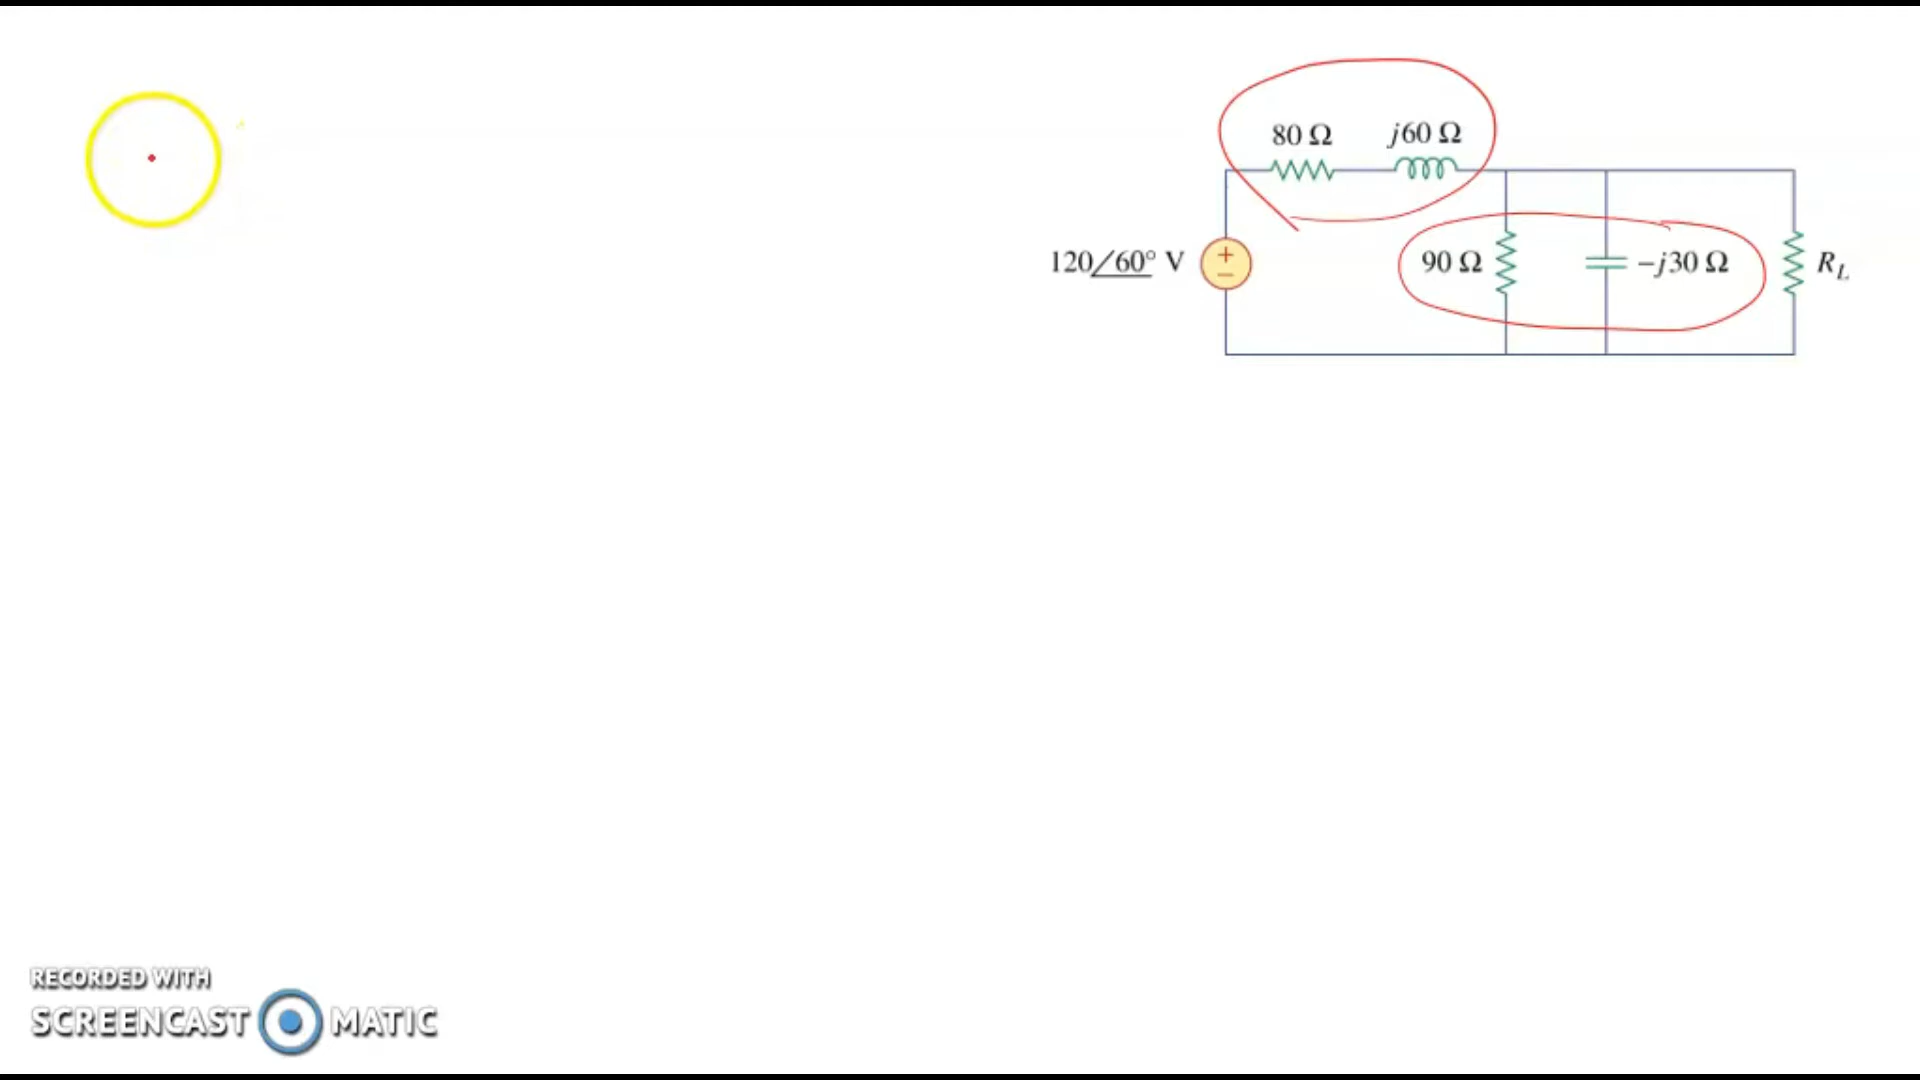 80 Ω
j60 Ω
120/60° V
+
−
90 Ω
−j30 Ω
R_L
RECORDED WITH
SCREENCAST MATIC